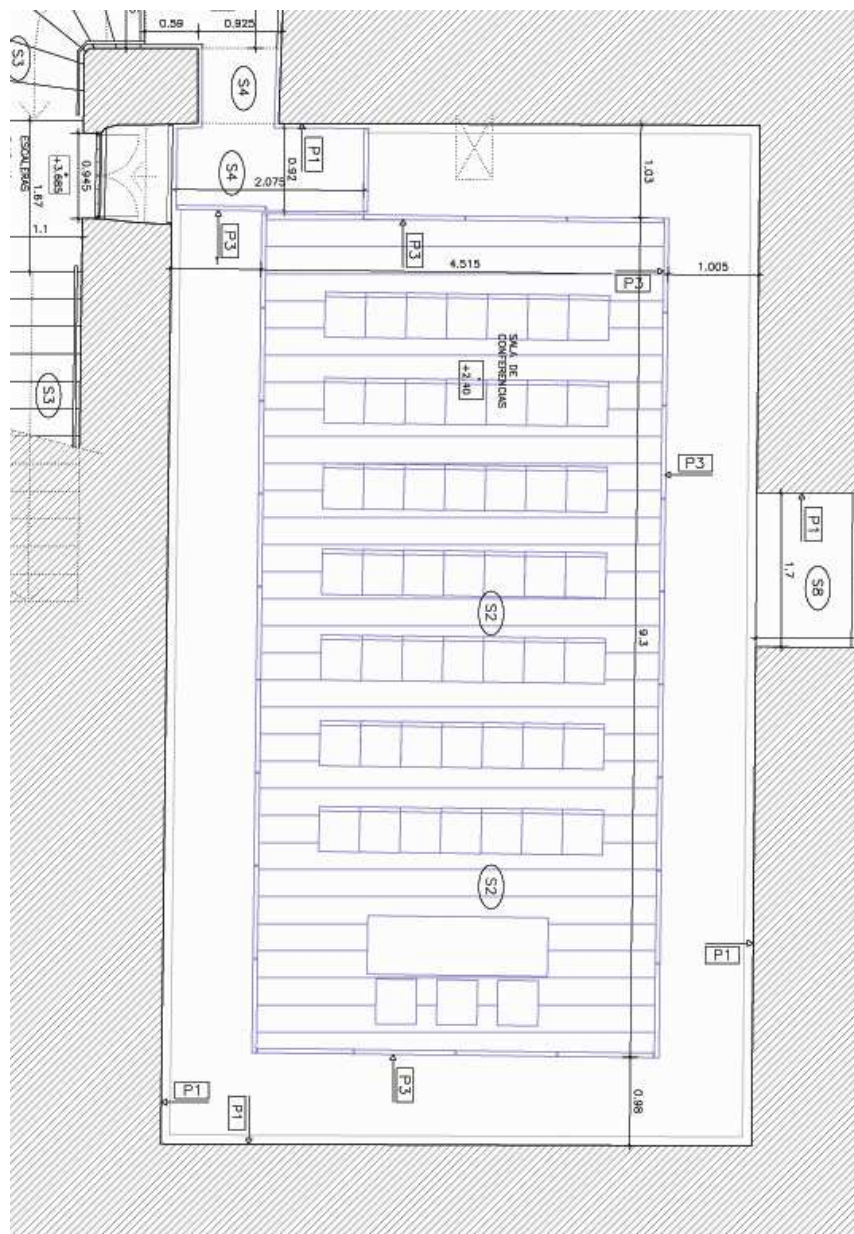 0.59
0.925
S3
S4
P1
ESCALERAS
+3.685
0.945
1.87
S4
2.075
0.92
1.03
1.1
P3
P3
4.515
P3
1.005
SALA DE
CONFERENCIAS
+2.40
S3
P3
P1
1.7
S8
S2
9.3
S2
P1
P3
P1
P1
0.98